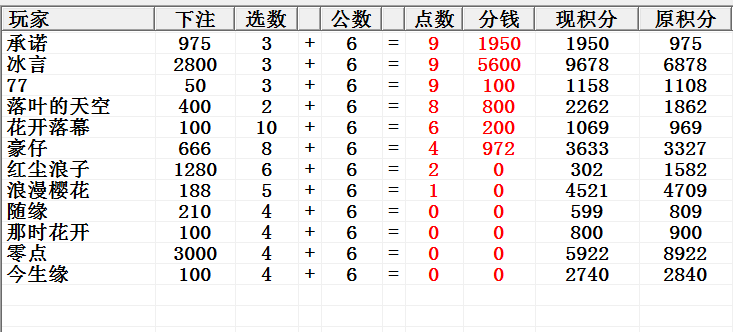 玩家 下注 选数 公数 点数 分钱 现积分 原积分
承诺 975 3 + 6 = 9 1950 1950 975
冰言 2800 3 + 6 = 9 5600 9678 6878
77 50 3 + 6 = 9 100 1158 1108
落叶的天空 400 2 + 6 = 8 800 2262 1862
花开落幕 100 10 + 6 = 6 200 1069 969
豪仔 666 8 + 6 = 4 972 3633 3327
红尘浪子 1280 6 + 6 = 2 0 302 1582
浪漫樱花 188 5 + 6 = 1 0 4521 4709
随缘 210 4 + 6 = 0 0 599 809
那时花开 100 4 + 6 = 0 0 800 900
零点 3000 4 + 6 = 0 0 5922 8922
今生缘 100 4 + 6 = 0 0 2740 2840